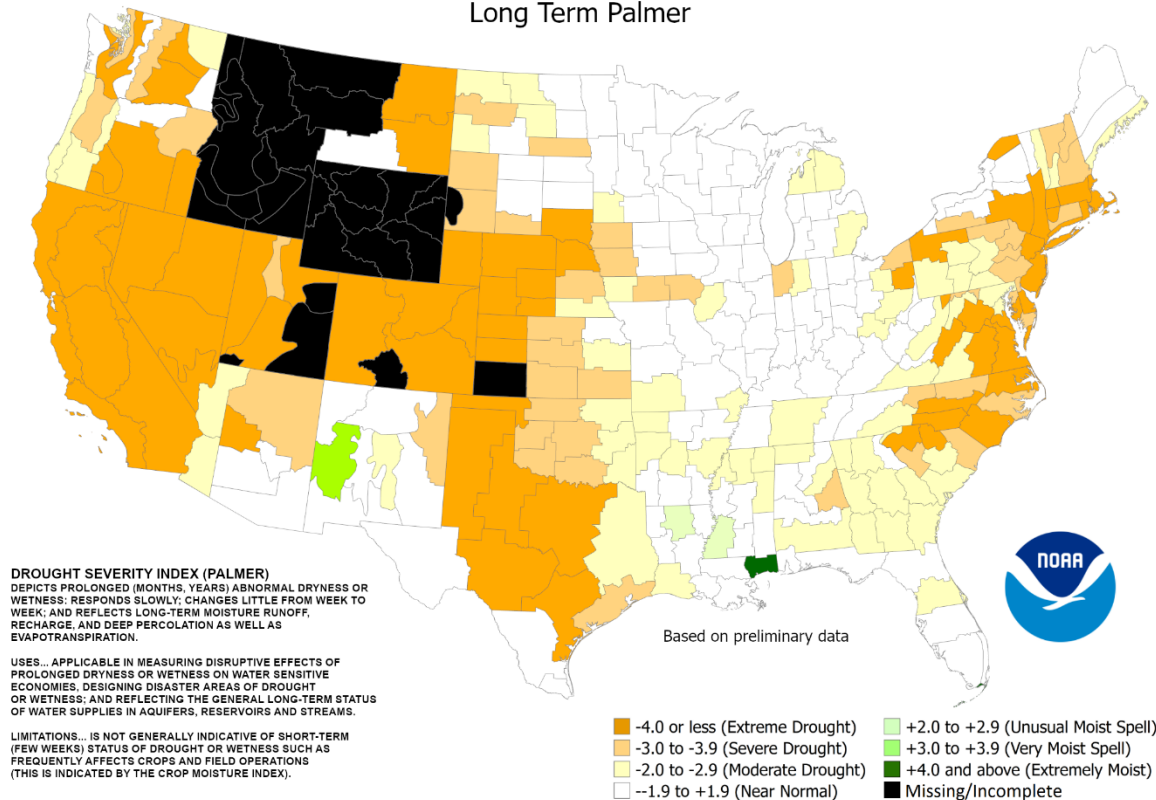 Long Term Palmer
DROUGHT SEVERITY INDEX (PALMER)
DEPICTS PROLONGED (MONTHS, YEARS) ABNORMAL DRYNESS OR
WETNESS: RESPONDS SLOWLY; CHANGES LITTLE FROM WEEK TO
WEEK; AND REFLECTS LONG-TERM MOISTURE RUNOFF,
RECHARGE, AND DEEP PERCOLATION AS WELL AS
EVAPOTRANSPIRATION.
USES... APPLICABLE IN MEASURING DISRUPTIVE EFFECTS OF
PROLONGED DRYNESS OR WETNESS ON WATER SENSITIVE
ECONOMIES, DESIGNING DISASTER AREAS OF DROUGHT
OR WETNESS; AND REFLECTING THE GENERAL LONG-TERM STATUS
OF WATER SUPPLIES IN AQUIFERS, RESERVOIRS AND STREAMS.
LIMITATIONS... IS NOT GENERALLY INDICATIVE OF SHORT-TERM
(FEW WEEKS) STATUS OF DROUGHT OR WETNESS SUCH AS
FREQUENTLY AFFECTS CROPS AND FIELD OPERATIONS
(THIS IS INDICATED BY THE CROP MOISTURE INDEX).
NOAA
Based on preliminary data
-4.0 or less (Extreme Drought)
-3.0 to -3.9 (Severe Drought)
-2.0 to -2.9 (Moderate Drought)
--1.9 to +1.9 (Near Normal)
+2.0 to +2.9 (Unusual Moist Spell)
+3.0 to +3.9 (Very Moist Spell)
+4.0 and above (Extremely Moist)
Missing/Incomplete